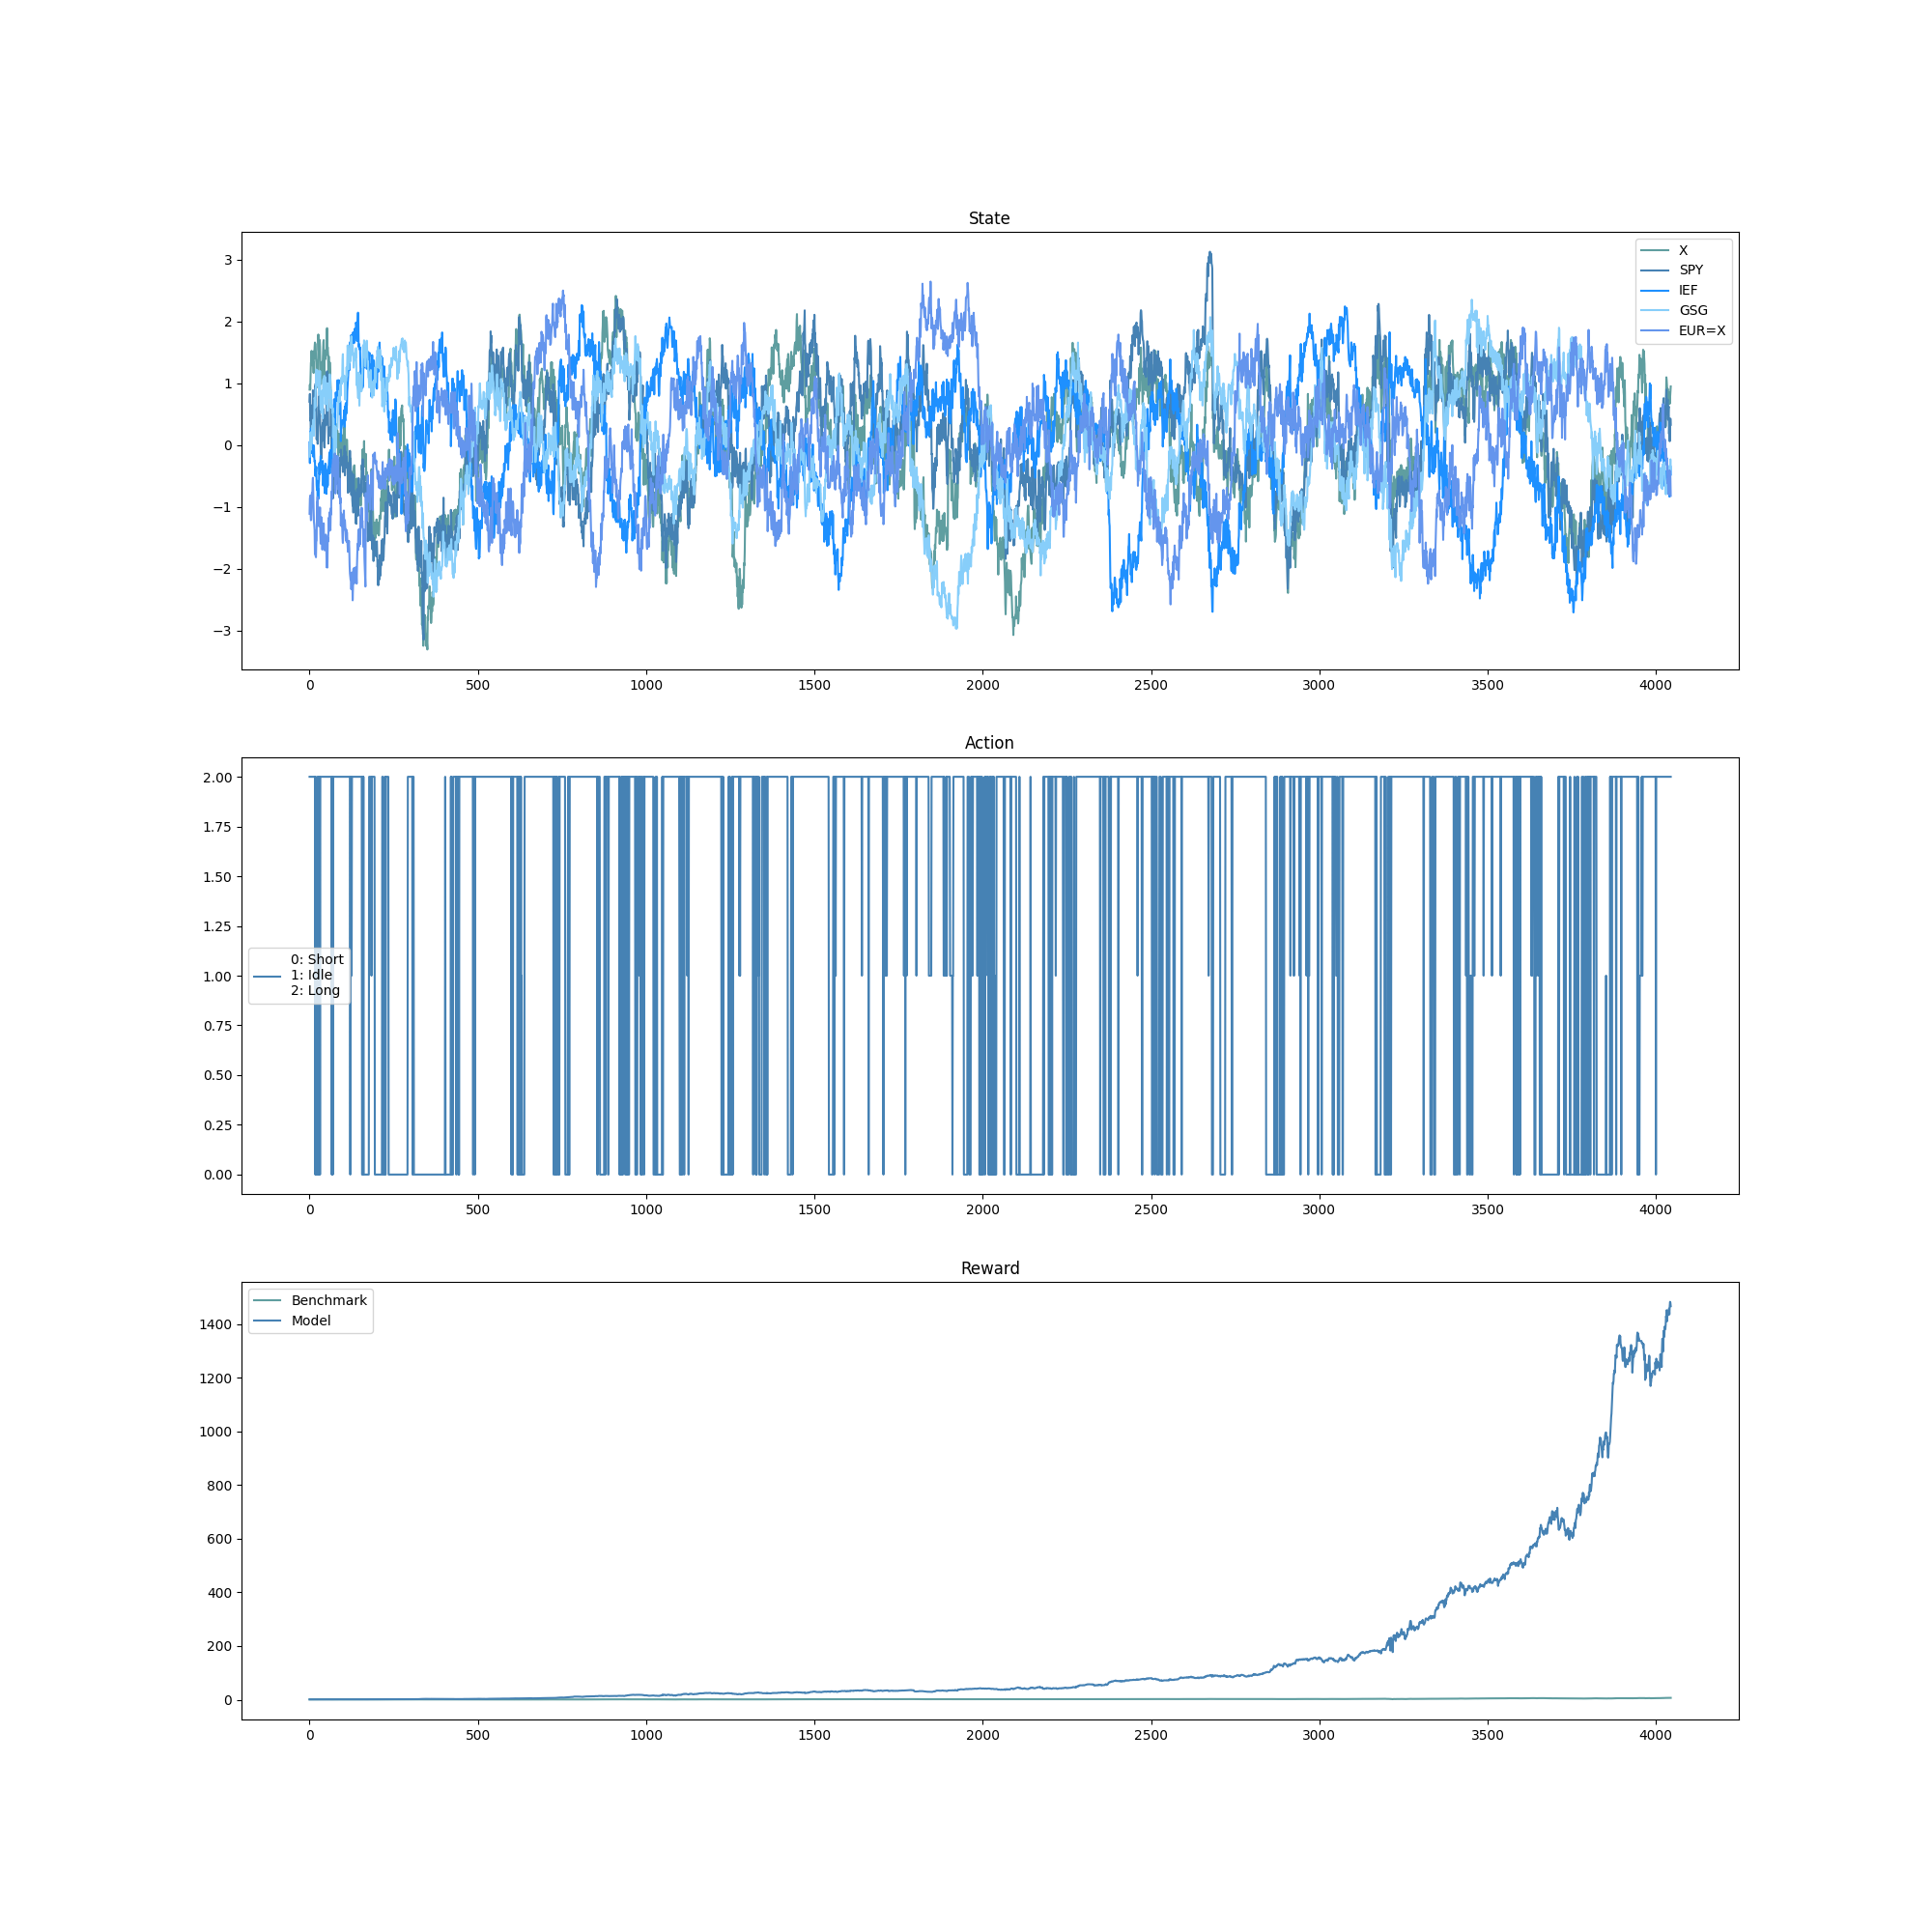 State
3
2
1
0
−1
−2
−3
X
SPY
IEF
GSG
EUR=X
0 500 1000 1500 2000 2500 3000 3500 4000
Action
2.00
1.75
1.50
1.25
1.00
0.75
0.50
0.25
0.00
0: Short
1: Idle
2: Long
0 500 1000 1500 2000 2500 3000 3500 4000
Reward
Benchmark
Model
1400
1200
1000
800
600
400
200
0
0 500 1000 1500 2000 2500 3000 3500 4000